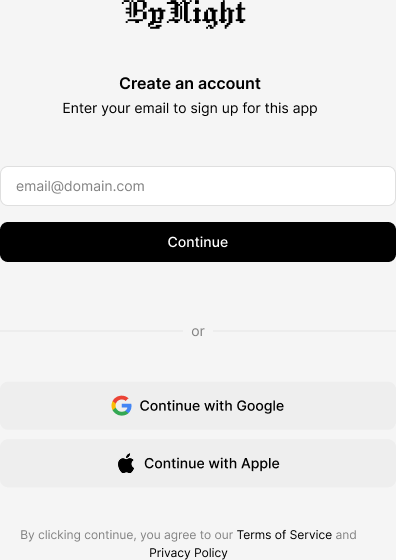 ByNight
Create an account
Enter your email to sign up for this app
email@domain.com
Continue
or
Continue with Google
Continue with Apple
By clicking continue, you agree to our Terms of Service and
Privacy Policy